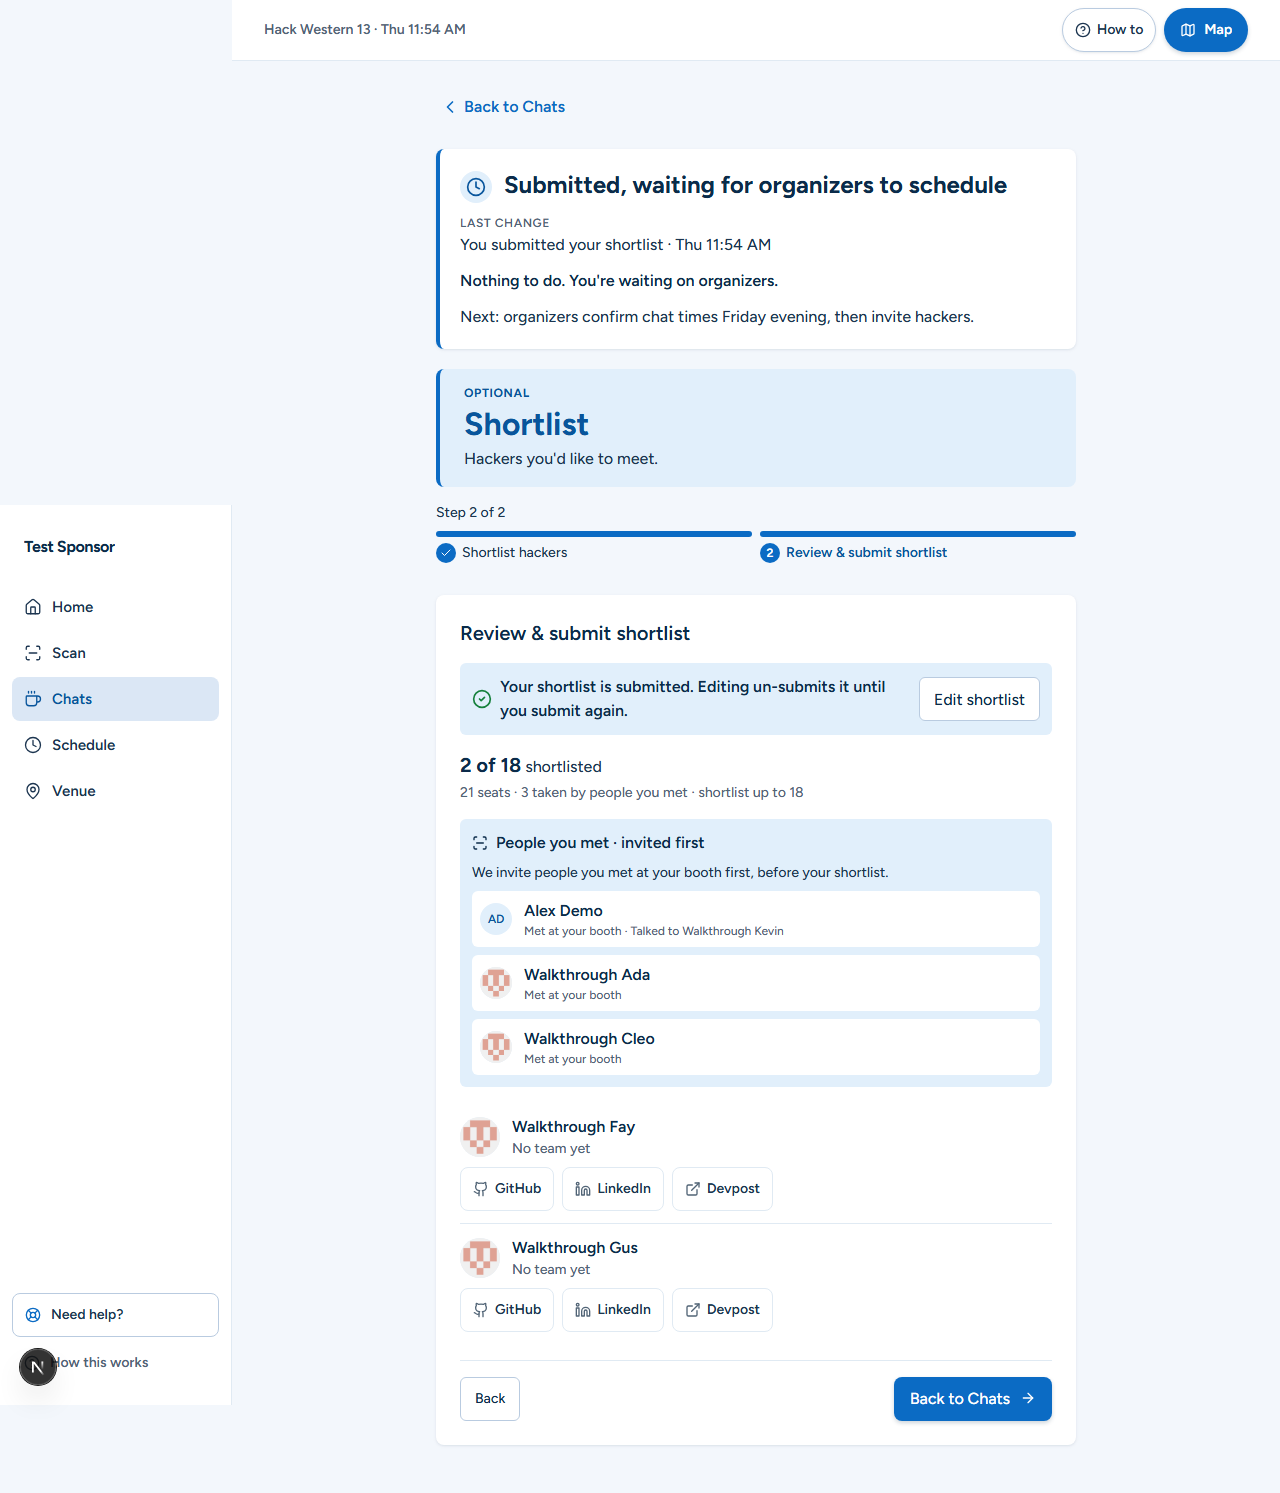 Hack Western 13 · Thu 11:54 AM
How to
Map
Back to Chats
Submitted, waiting for organizers to schedule
LAST CHANGE
You submitted your shortlist · Thu 11:54 AM
Nothing to do. You're waiting on organizers.
Next: organizers confirm chat times Friday evening, then invite hackers.
OPTIONAL
Shortlist
Hackers you'd like to meet.
Step 2 of 2
Shortlist hackers
2 Review & submit shortlist
Test Sponsor
Home
Scan
Chats
Schedule
Venue
Need help?
How this works
N
Review & submit shortlist
Your shortlist is submitted. Editing un-submits it until
you submit again.
Edit shortlist
2 of 18 shortlisted
21 seats · 3 taken by people you met · shortlist up to 18
People you met · invited first
We invite people you met at your booth first, before your shortlist.
AD
Alex Demo
Met at your booth · Talked to Walkthrough Kevin
Walkthrough Ada
Met at your booth
Walkthrough Cleo
Met at your booth
Walkthrough Fay
No team yet
GitHub
LinkedIn
Devpost
Walkthrough Gus
No team yet
GitHub
LinkedIn
Devpost
Back
Back to Chats